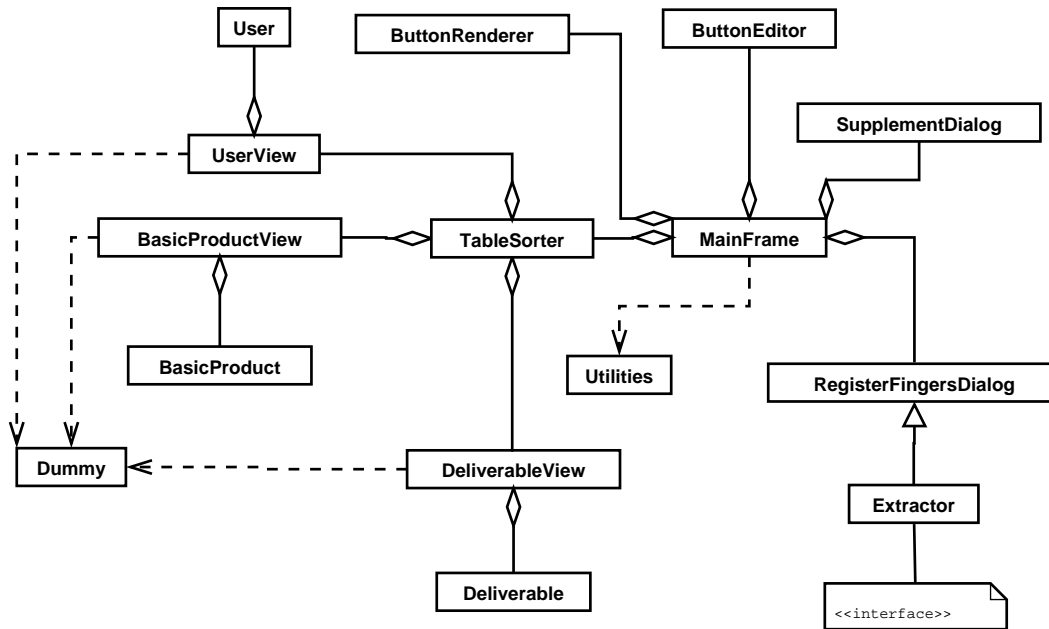 User
ButtonRenderer
ButtonEditor
SupplementDialog
UserView
BasicProductView
TableSorter
MainFrame
BasicProduct
Utilities
RegisterFingersDialog
Dummy
DeliverableView
Extractor
Deliverable
<<interface>>